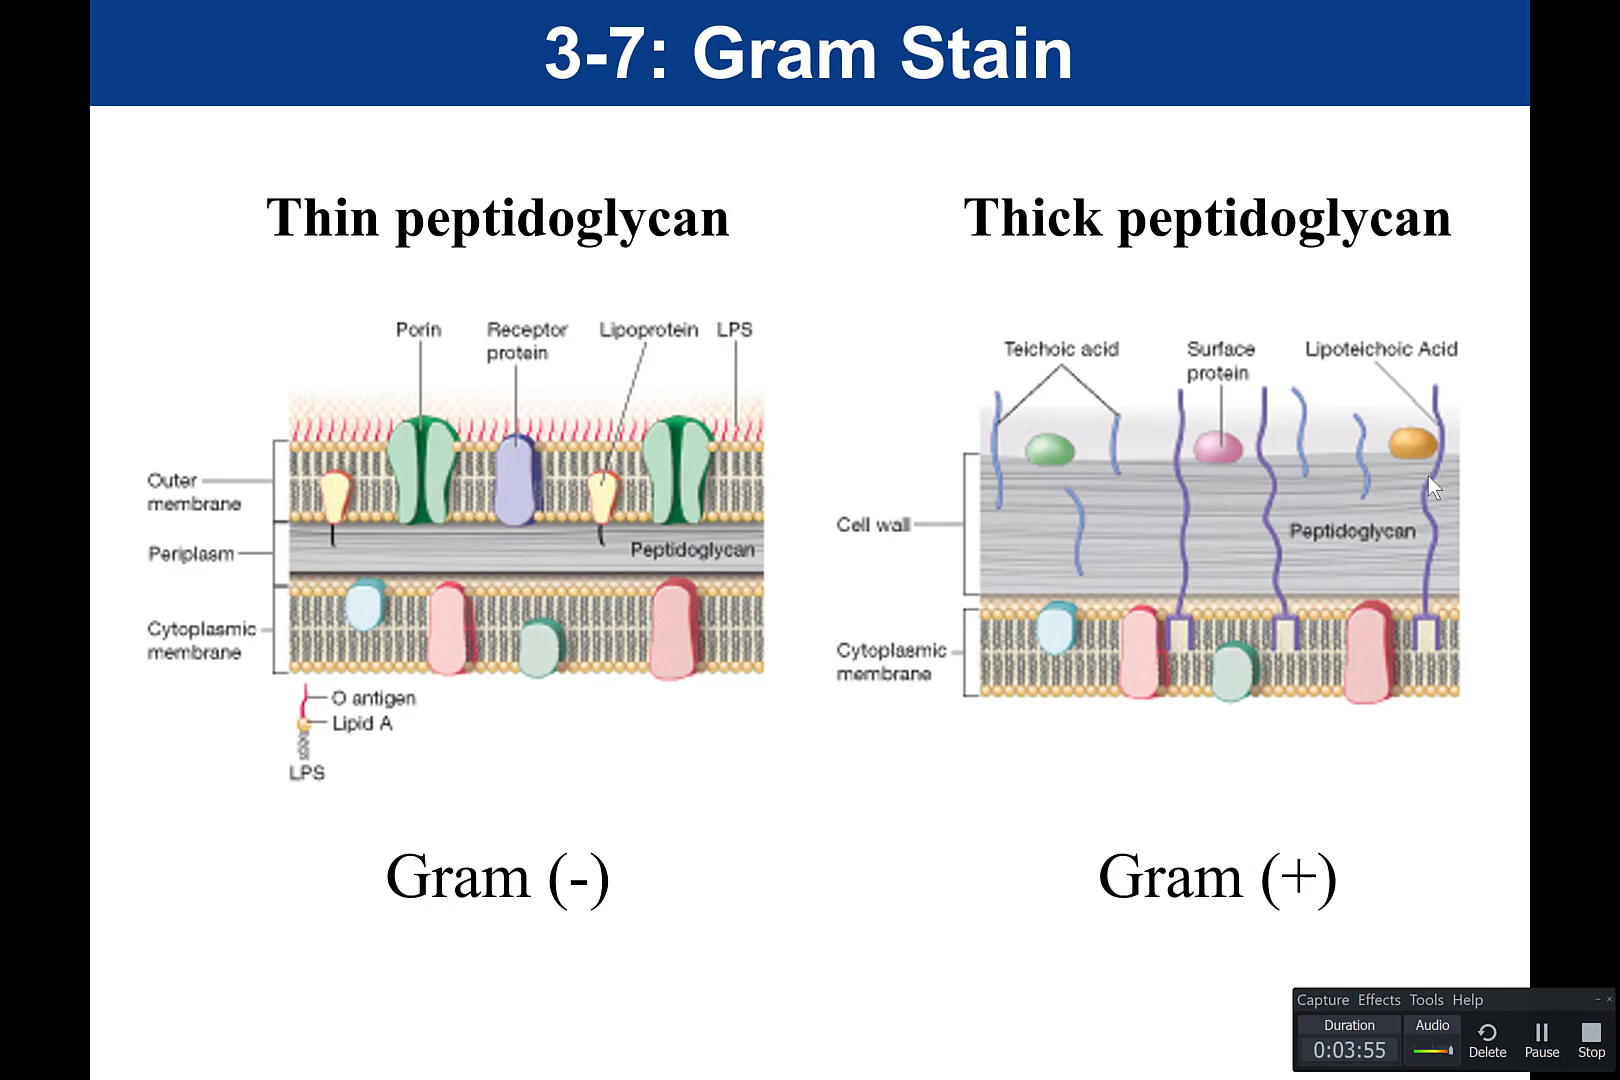 3-7: Gram Stain
Thin peptidoglycan
Thick peptidoglycan
Porin
Receptor
protein
Lipoprotein
LPS
Outer
membrane
Periplasm
Peptidoglycan
Cytoplasmic
membrane
O antigen
Lipid A
LPS
Teichoic acid
Surface
protein
Lipoteichoic Acid
Cell wall
Peptidoglycan
Cytoplasmic
membrane
Gram (-)
Gram (+)
Capture Effects Tools Help
Duration
0:03:55
Audio
Delete
Pause
Stop